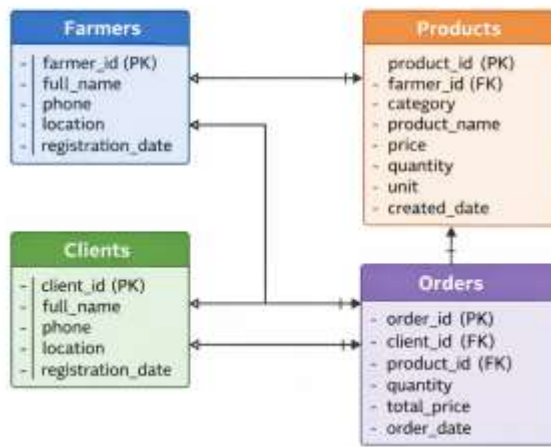 Farmers
- farmer_id (PK)
- full_name
- phone
- location
- registration_date
Products
product_id (PK)
- farmer_id (FK)
- category
- product_name
- price
- quantity
- unit
- created_date
Clients
- client_id (PK)
- full_name
- phone
- location
- registration_date
Orders
- order_id (PK)
- client_id (FK)
- product_id (FK)
- quantity
- total_price
- order_date